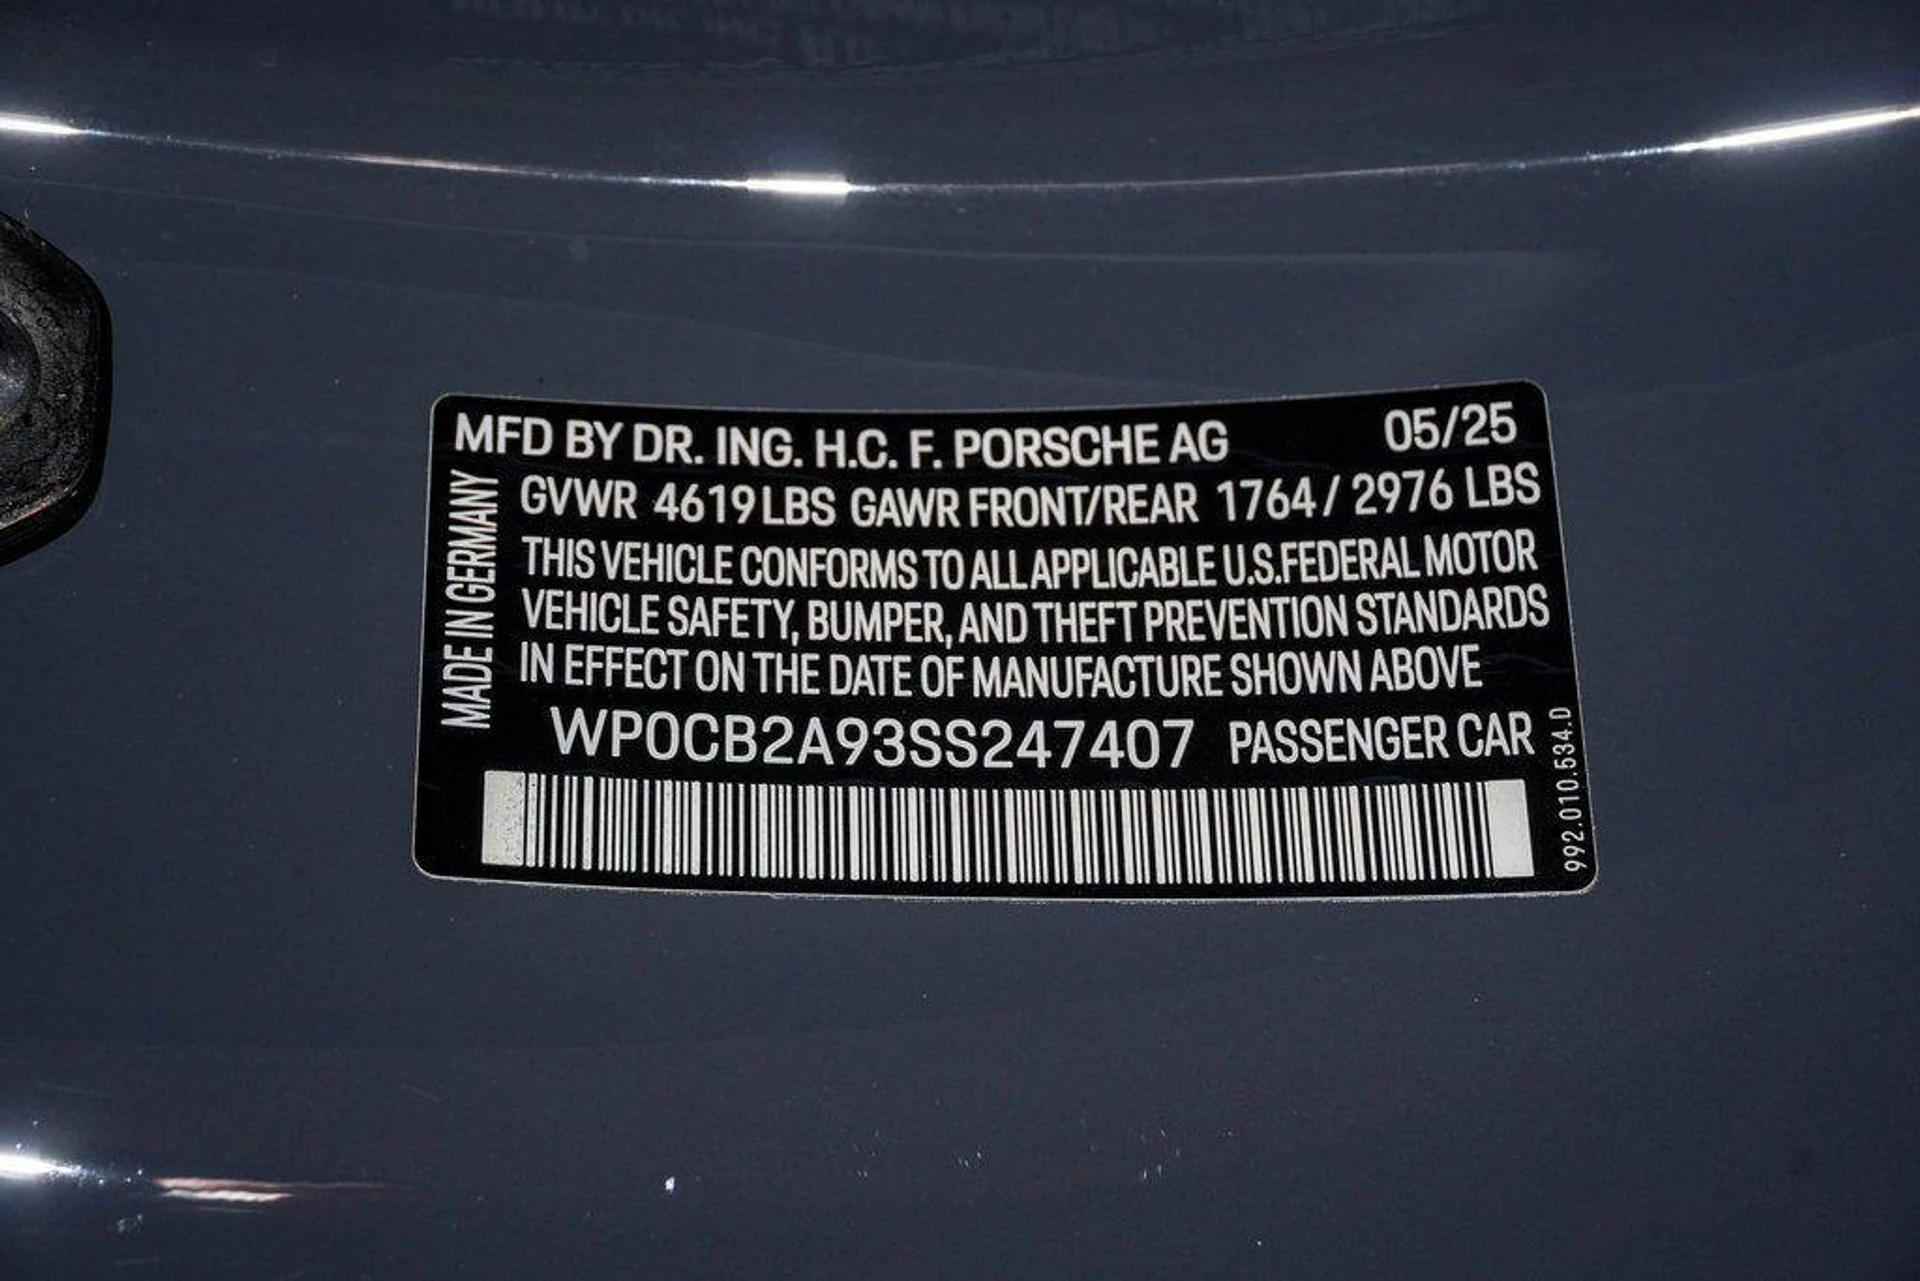 MFD BY DR. ING. H.C. F. PORSCHE AG 05/25
MADE IN GERMANY
GVWR 4619 LBS GAWR FRONT/REAR 1764 / 2976 LBS
THIS VEHICLE CONFORMS TO ALL APPLICABLE U.S.FEDERAL MOTOR
VEHICLE SAFETY, BUMPER, AND THEFT PREVENTION STANDARDS
IN EFFECT ON THE DATE OF MANUFACTURE SHOWN ABOVE
WP0CB2A93SS247407 PASSENGER CAR
992.010.534.D